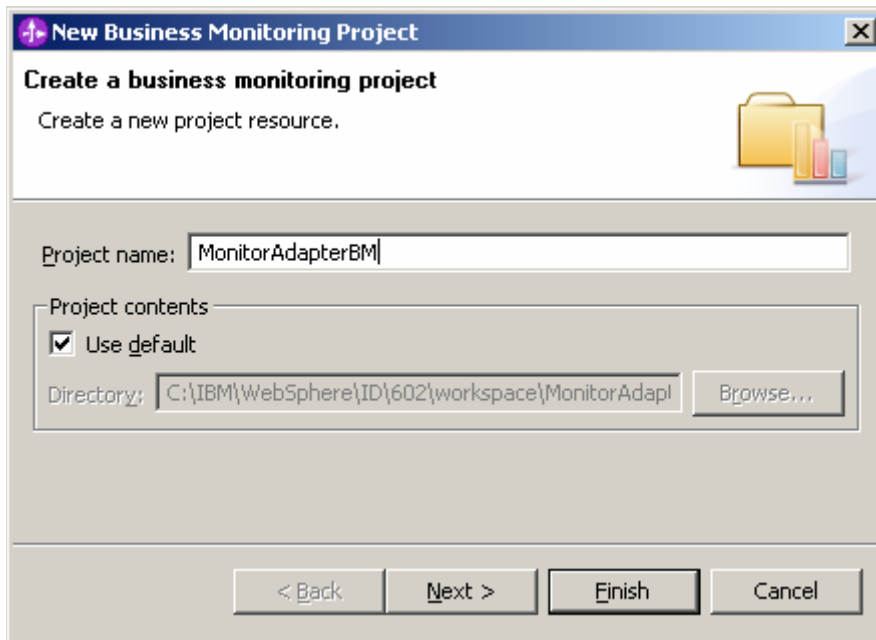 New Business Monitoring Project
Create a business monitoring project
Create a new project resource.
Project name: MonitorAdapterBM
Project contents
Use default
Directory: C:\IBM\WebSphere\ID\602\workspace\MonitorAdapt Browse...
< Back Next > Finish Cancel